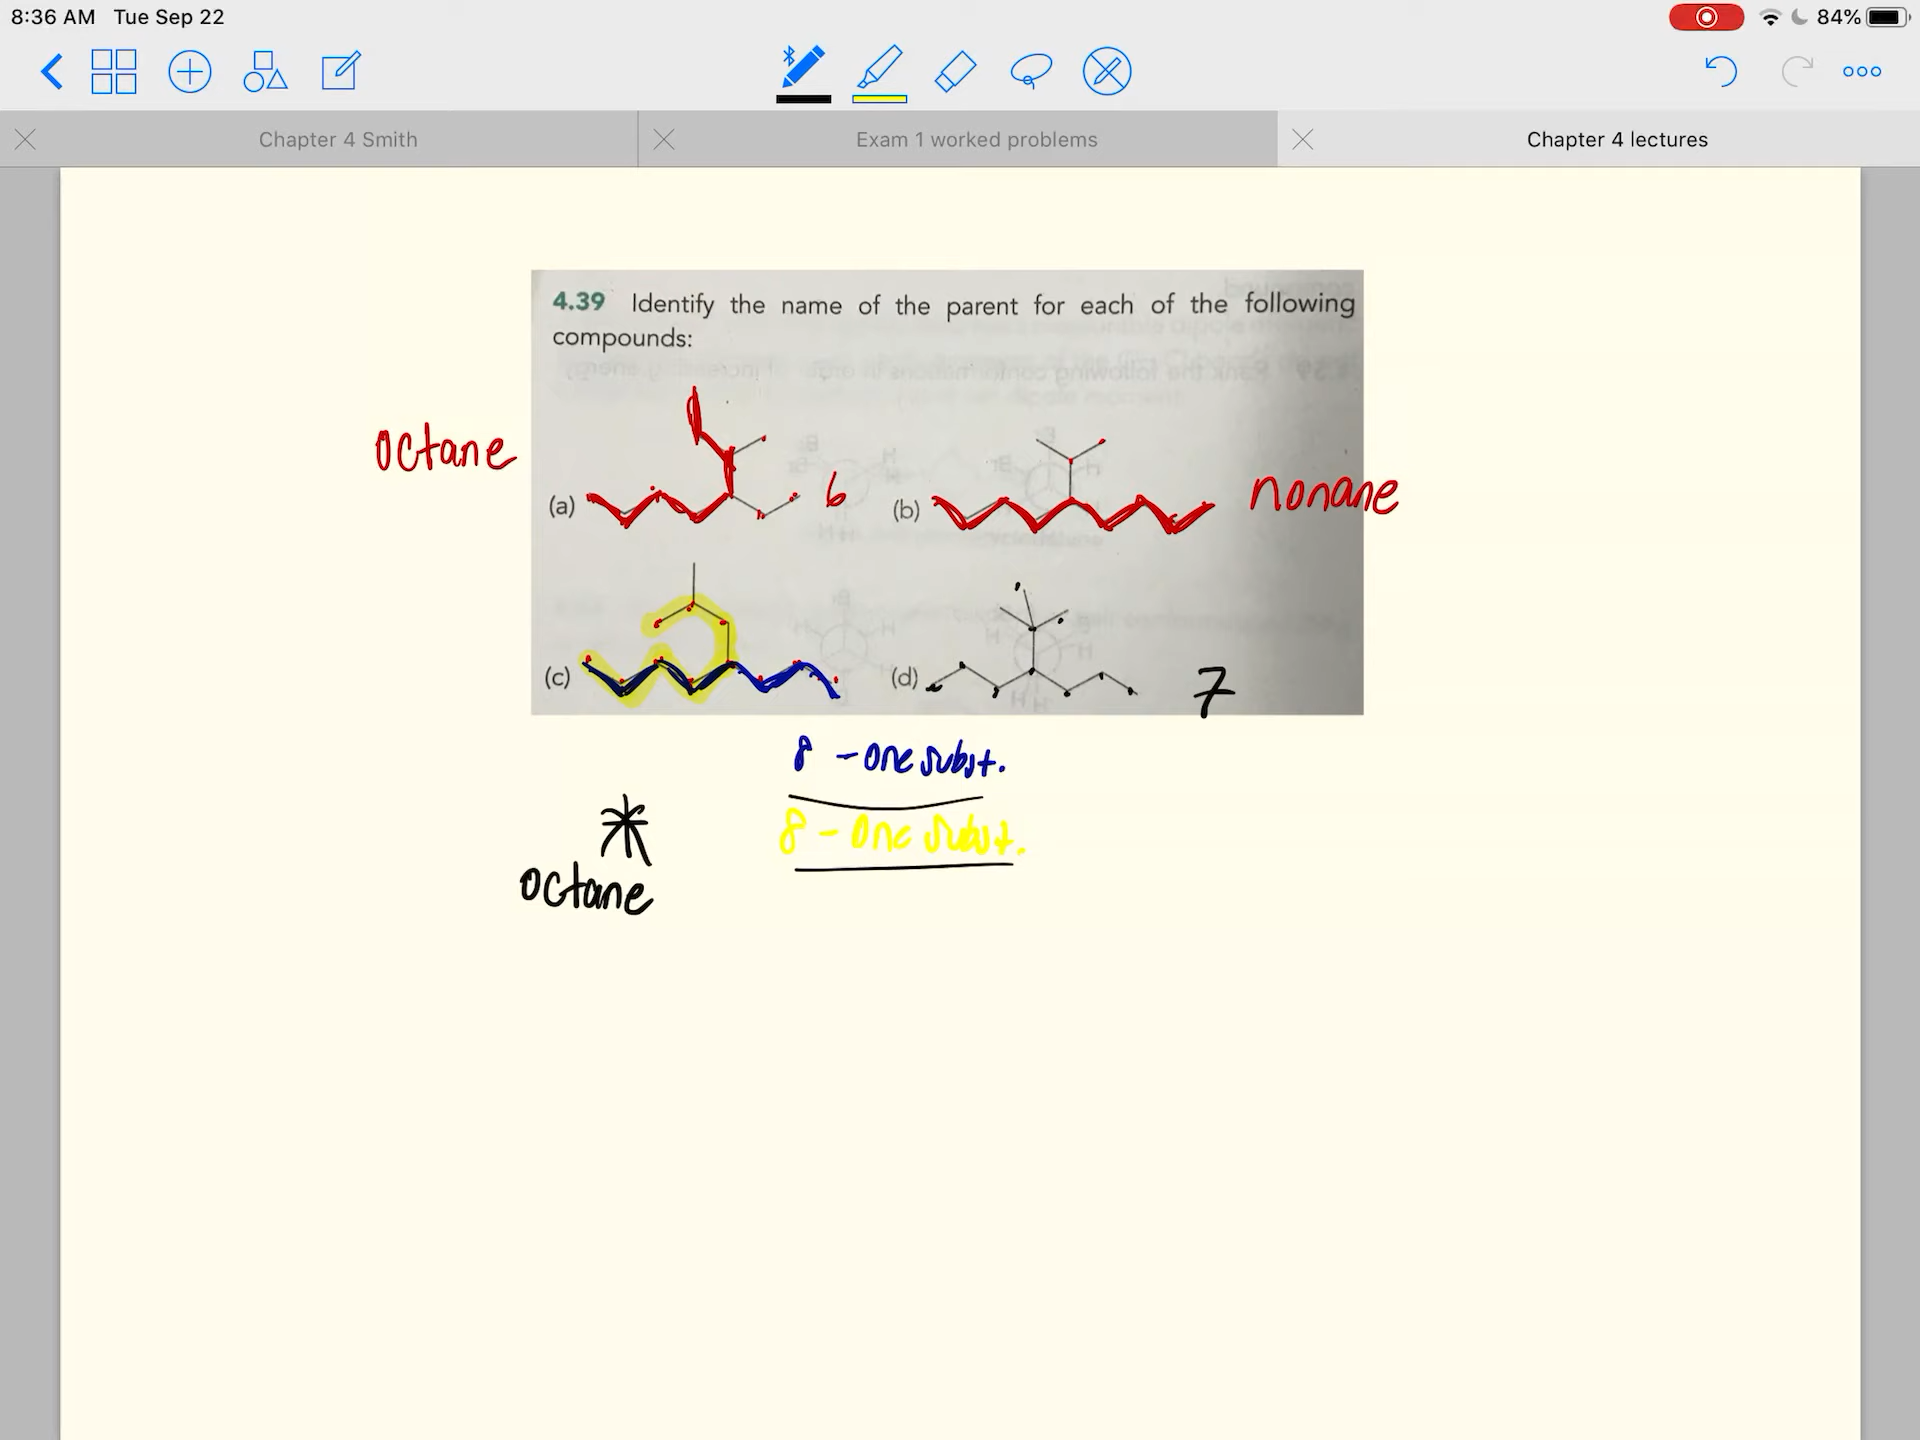 8:36 AM Tue Sep 22
84%
Chapter 4 Smith
Exam 1 worked problems
Chapter 4 lectures
4.39 Identify the name of the parent for each of the following
compounds:
octane
(a)
6
(b)
nonane
(c)
(d)
7
8 - one subst.
8 - one subst.
*
octane